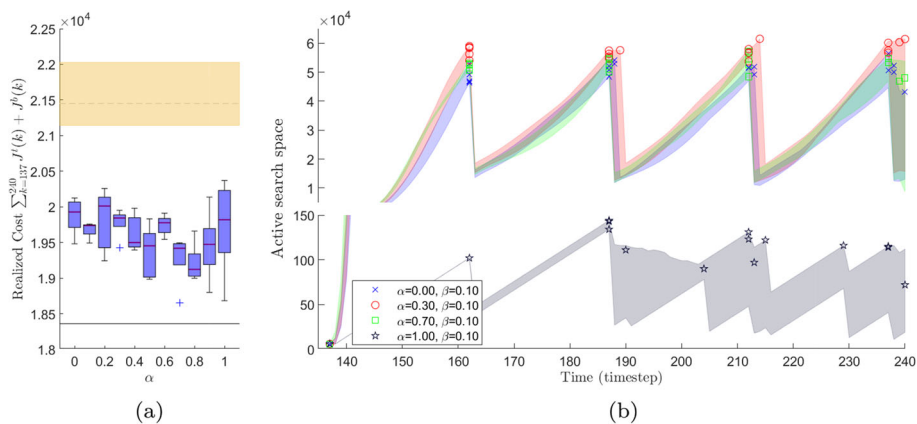 ×10⁴
2.25
2.2
2.15
2.1
2.05
2
1.95
1.9
1.85
1.8
Realized Cost ∑²⁴⁰ₖ₌₁₃₇ Jᵗ(k) + Jʰ(k)
0 0.2 0.4 0.6 0.8 1
α
(a)
×10⁴
6
5
4
3
2
1
150
100
50
0
Active search space
α=0.00, β=0.10
α=0.30, β=0.10
α=0.70, β=0.10
α=1.00, β=0.10
140 150 160 170 180 190 200 210 220 230 240
Time (timestep)
(b)